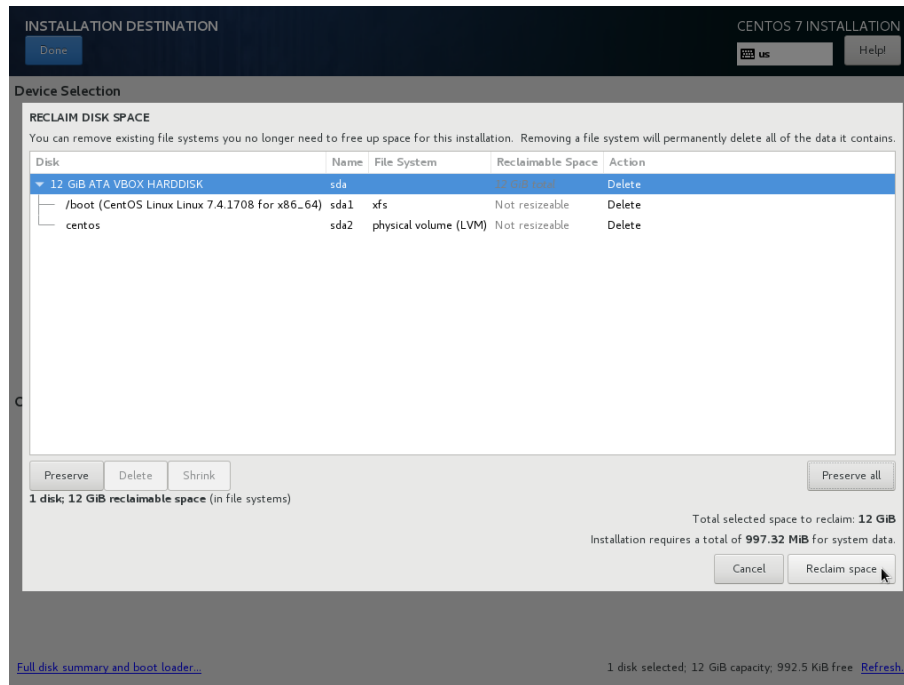 INSTALLATION DESTINATION
CENTOS 7 INSTALLATION
Done
us
Help!
Device Selection
RECLAIM DISK SPACE
You can remove existing file systems you no longer need to free up space for this installation. Removing a file system will permanently delete all of the data it contains.
Disk Name File System Reclaimable Space Action
12 GiB ATA VBOX HARDDISK sda Delete
/boot (CentOS Linux Linux 7.4.1708 for x86_64) sda1 xfs Not resizeable Delete
centos sda2 physical volume (LVM) Not resizeable Delete
Preserve Delete Shrink Preserve all
1 disk; 12 GiB reclaimable space (in file systems)
Total selected space to reclaim: 12 GiB
Installation requires a total of 997.32 MiB for system data.
Cancel Reclaim space
Full disk summary and boot loader... 1 disk selected; 12 GiB capacity; 992.5 KiB free Refresh.